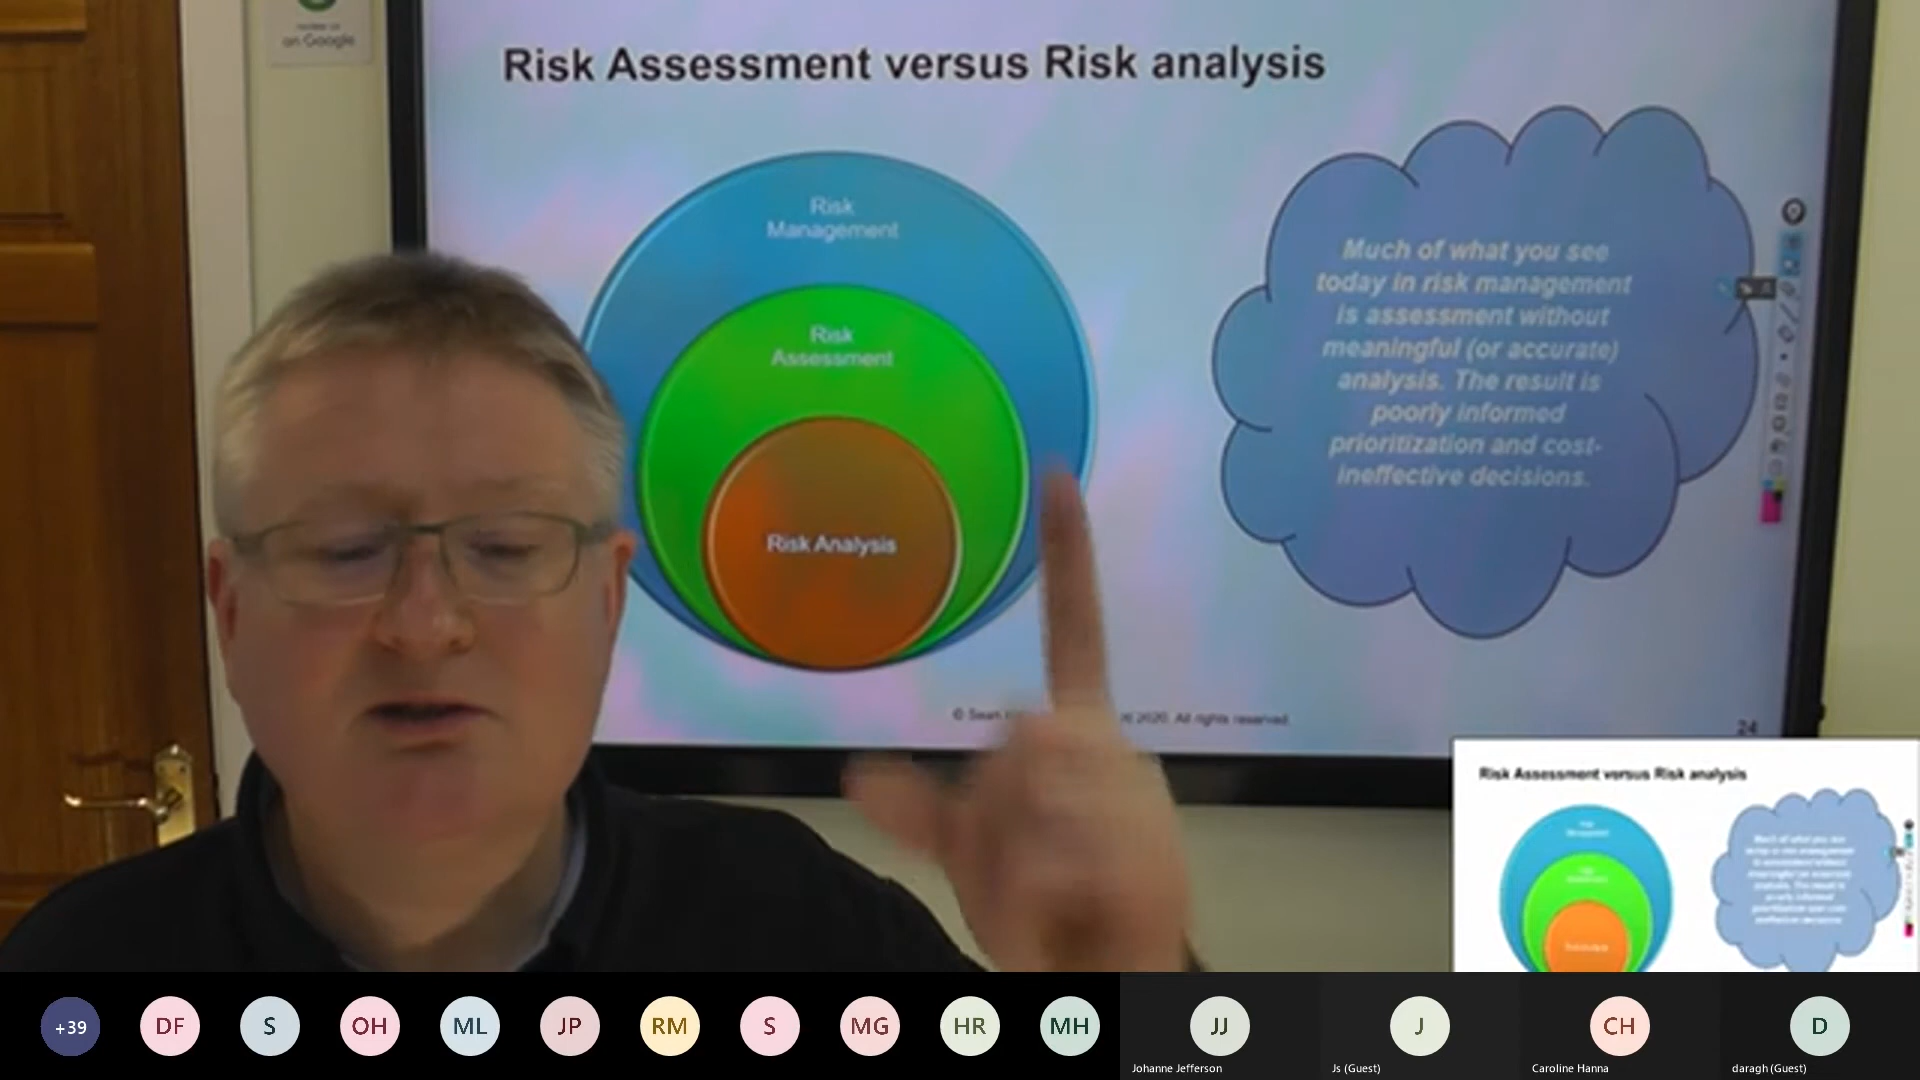 on Google
Risk Assessment versus Risk analysis
Risk
Management
Risk
Assessment
Risk Analysis
Much of what you see
today in risk management
is assessment without
meaningful (or accurate)
analysis. The result is
poorly informed
prioritization and cost-
ineffective decisions.
© Sean
2020. All rights reserved.
24
Risk Assessment versus Risk analysis
+39
DF
S
OH
ML
JP
RM
S
MG
HR
MH
JJ
J
CH
D
Johanne Jefferson
Js (Guest)
Caroline Hanna
daragh (Guest)